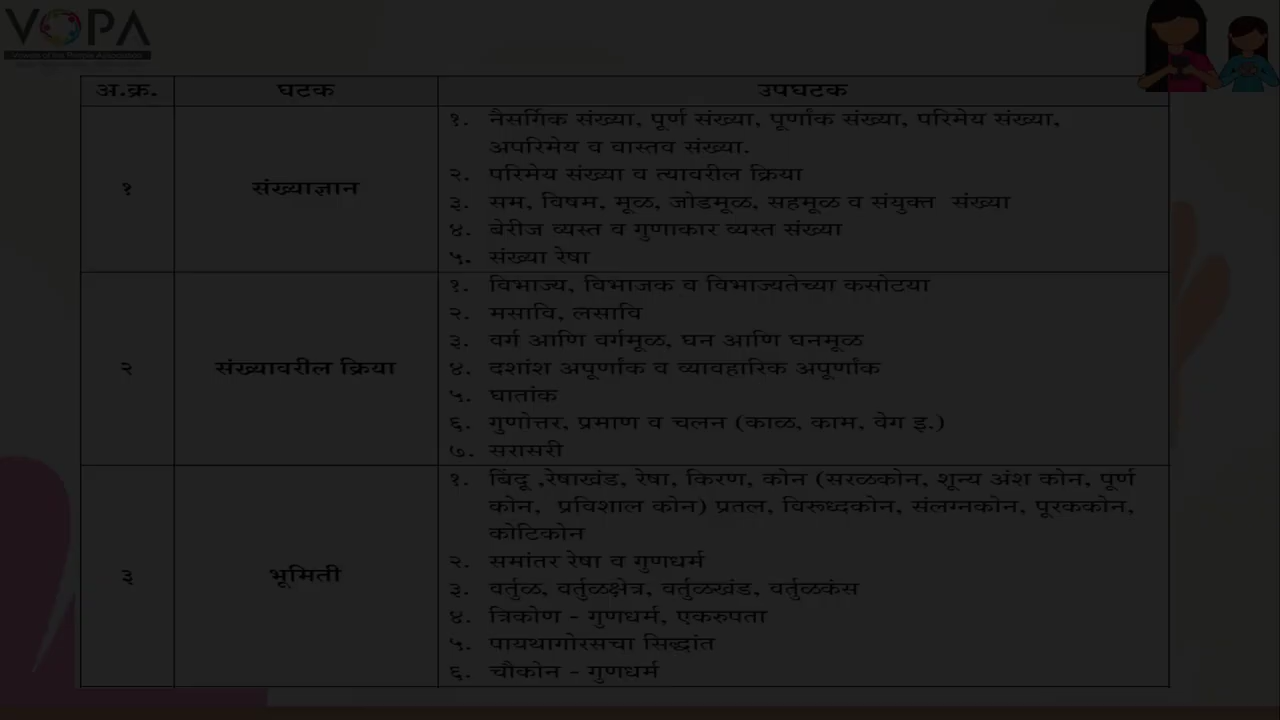 VOPA
अ.क्र. घटक उपघटक
१ संख्याज्ञान
१. नैसर्गिक संख्या, पूर्ण संख्या, पूर्णांक संख्या, परिमेय संख्या,
अपरिमेय व वास्तव संख्या.
२. परिमेय संख्या व त्यावरील क्रिया
३. सम, विषम, मूळ, जोडमूळ, सहमूळ व संयुक्त संख्या
४. बेरीज व्यस्त व गुणाकार व्यस्त संख्या
५. संख्या रेषा
२ संख्यावरील क्रिया
१. विभाज्य, विभाजक व विभाज्यतेच्या कसोटया
२. मसावि, लसावि
३. वर्ग आणि वर्गमूळ, घन आणि घनमूळ
४. दशांश अपूर्णांक व व्यावहारिक अपूर्णांक
५. घातांक
६. गुणोत्तर, प्रमाण व चलन (काळ, काम, वेग इ.)
७. सरासरी
३ भूमिती
१. बिंदू ,रेषाखंड, रेषा, किरण, कोन (सरळकोन, शून्य अंश कोन, पूर्ण
कोन, प्रविशाल कोन) प्रतल, विरूध्दकोन, संलग्नकोन, पूरककोन,
कोटिकोन
२. समांतर रेषा व गुणधर्म
३. वर्तुळ, वर्तुळक्षेत्र, वर्तुळखंड, वर्तुळकंस
४. त्रिकोण - गुणधर्म, एकरुपता
५. पायथागोरसचा सिद्धांत
६. चौकोन - गुणधर्म